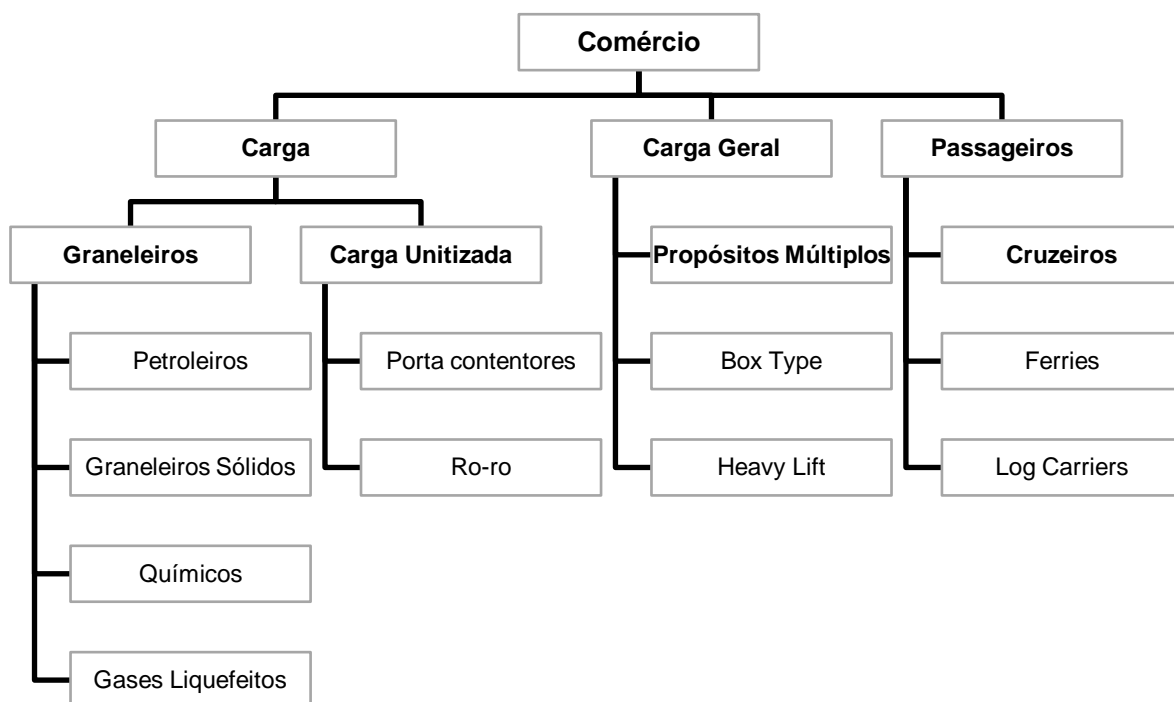 Comércio
Carga
Carga Geral
Passageiros
Graneleiros
Carga Unitizada
Propósitos Múltiplos
Cruzeiros
Petroleiros
Porta contentores
Box Type
Ferries
Graneleiros Sólidos
Ro-ro
Heavy Lift
Log Carriers
Químicos
Gases Liquefeitos